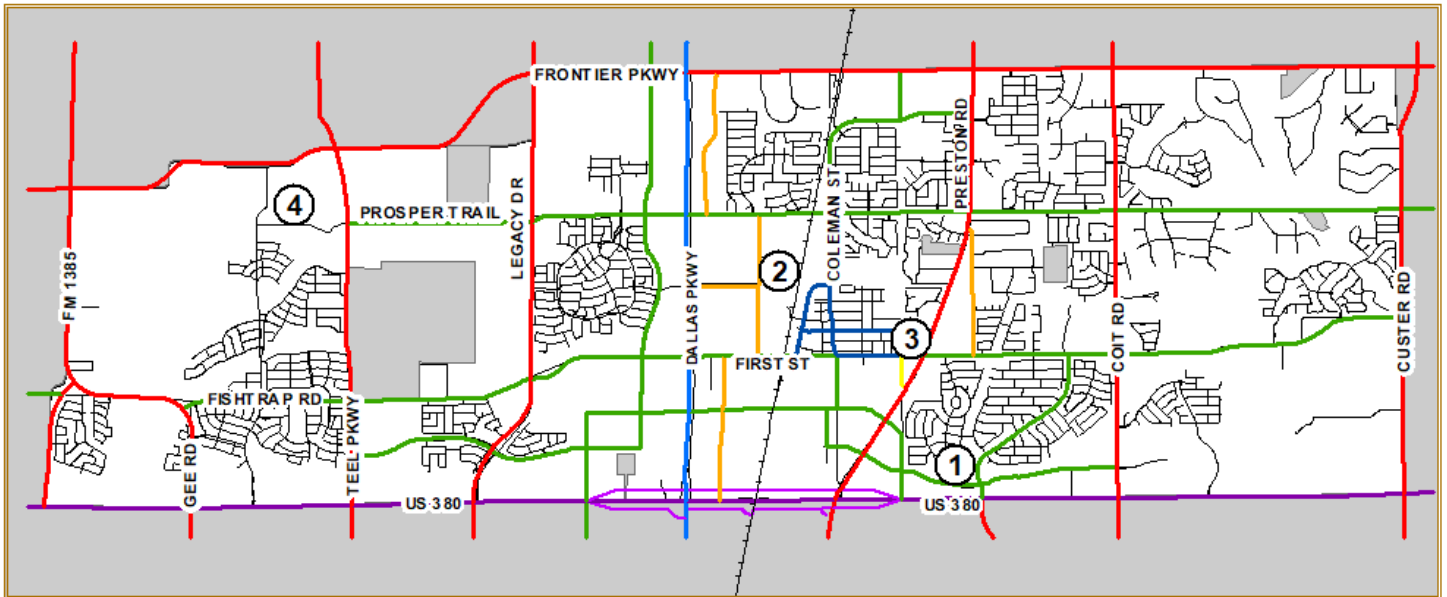 FRONTIER PKWY
PRESTON RD
LEGACY DR
COLEMAN ST
4
PROSPER TRAIL
FM 1385
2
DALLAS PKWY
COIT RD
CUSTER RD
3
FIRST ST
FISHTRAP RD
GEE RD
TEEL PKWY
1
US 380
US 380